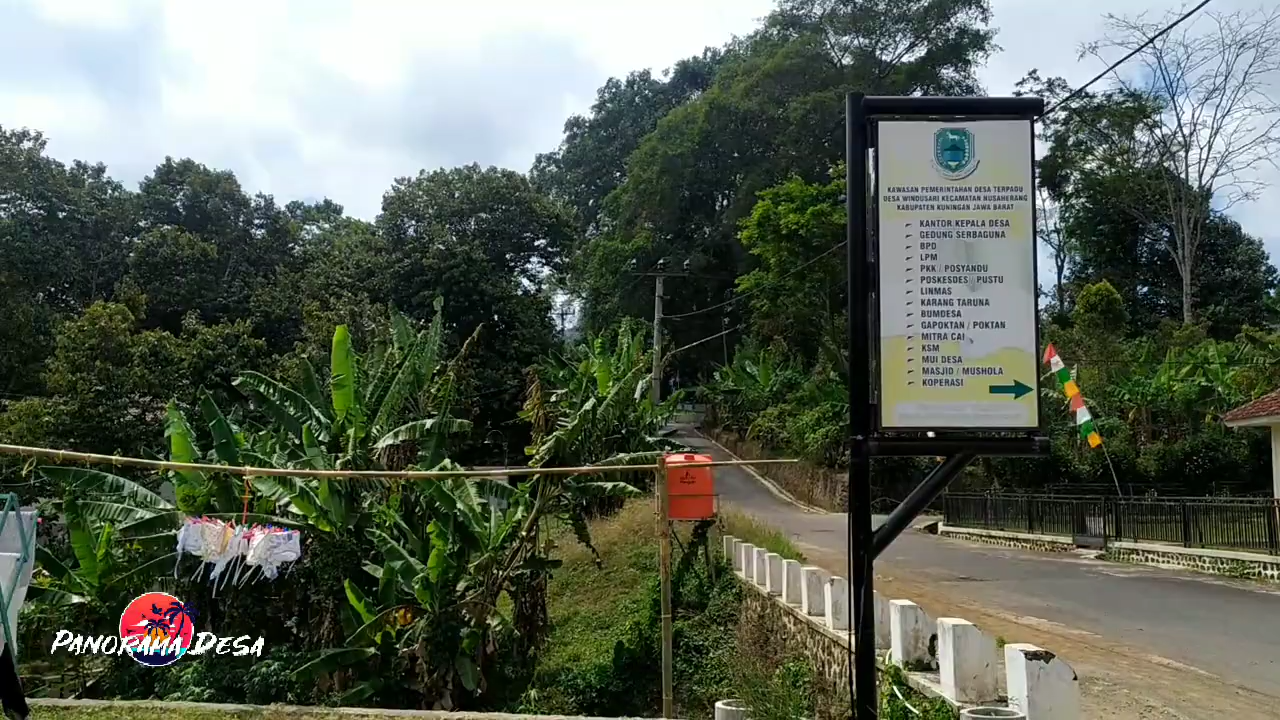 KAWASAN PEMERINTAHAN DESA TERPADU
DESA WINDUSARI KECAMATAN NUSAHERANG
KABUPATEN KUNINGAN JAWA BARAT
KANTOR KEPALA DESA
GEDUNG SERBAGUNA
BPD
LPM
PKK / POSYANDU
POSKESDES / PUSTU
LINMAS
KARANG TARUNA
BUMDESA
GAPOKTAN / POKTAN
MITRA CAI
KSM
MUI DESA
MASJID / MUSHOLA
KOPERASI
PANORAMA DESA